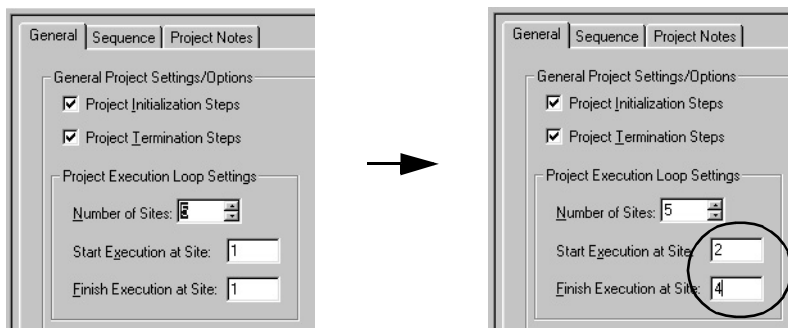 General Sequence Project Notes
General Project Settings/Options
Project Initialization Steps
Project Termination Steps
Project Execution Loop Settings
Number of Sites: 5
Start Execution at Site: 1
Finish Execution at Site: 1
General Sequence Project Notes
General Project Settings/Options
Project Initialization Steps
Project Termination Steps
Project Execution Loop Settings
Number of Sites: 5
Start Execution at Site: 2
Finish Execution at Site: 4